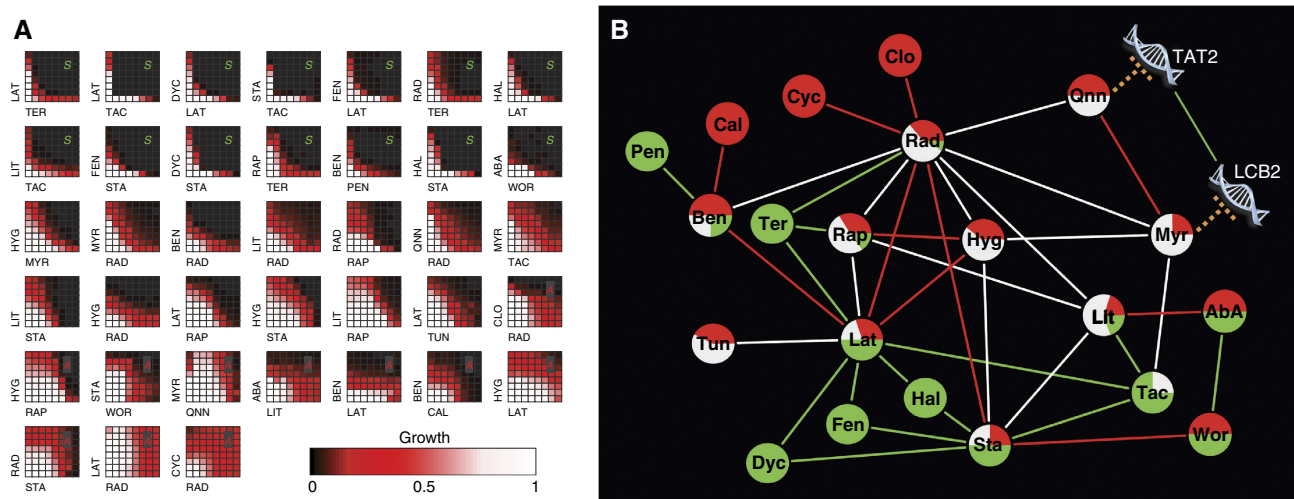 A
LAT TER S
LAT TAC S
DYC LAT S
STA TAC S
FEN LAT S
RAD TER S
HAL LAT S
LIT TAC S
FEN STA S
DYC STA S
RAP TER S
BEN PEN S
HAL STA S
ABA WOR S
HYG MYR
MYR RAD
BEN RAD
LIT RAD
RAD RAP
QNN RAD
MYR TAC
LIT STA
HYG RAD
LAT RAP
HYG STA
LIT RAP
LAT TUN
CLO RAD A
HYG RAP A
STA WOR A
MYR QNN A
ABA LIT A
BEN LAT A
BEN CAL A
HYG LAT A
RAD STA A
LAT RAD A
CYC RAD A
Growth
0 0.5 1
B
Clo
TAT2
Cyc
Qnn
Cal
Rad
Pen
LCB2
Ben
Ter
Rap
Hyg
Myr
Tun
Lat
Lit
AbA
Hal
Tac
Fen
Sta
Wor
Dyc